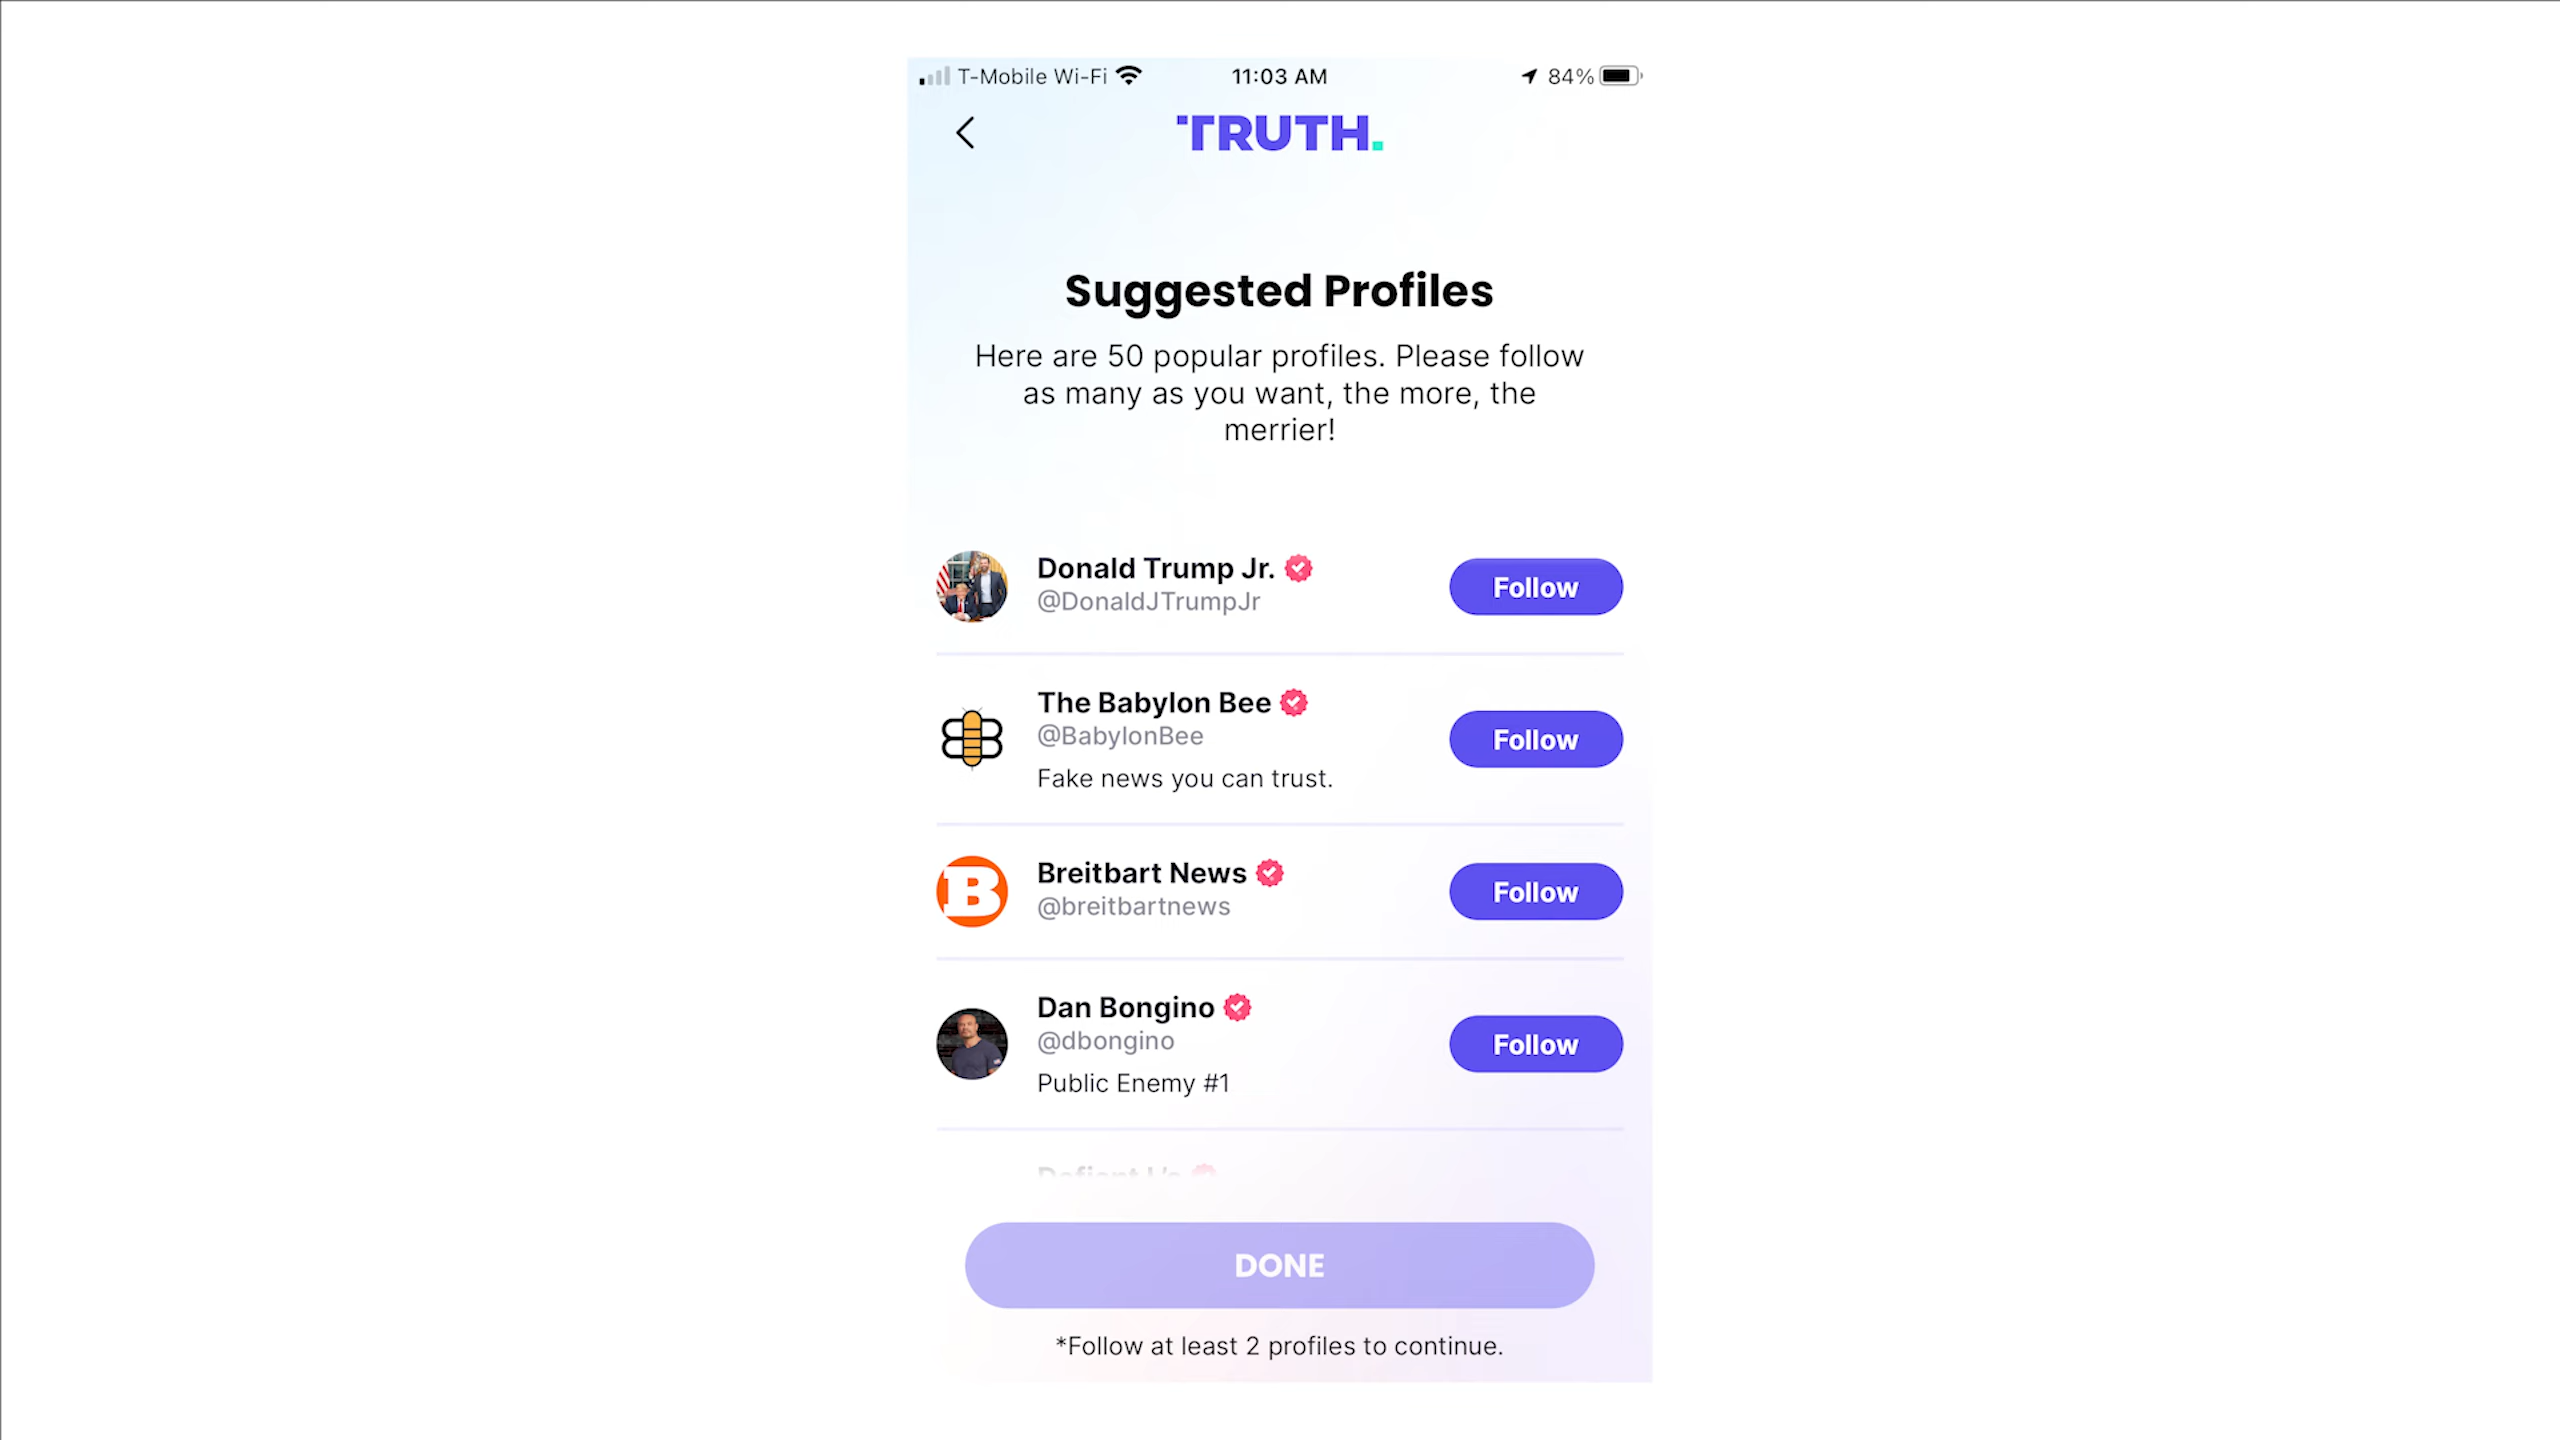 T-Mobile Wi-Fi 11:03 AM 84%
TRUTH.
Suggested Profiles
Here are 50 popular profiles. Please follow
as many as you want, the more, the
merrier!
Donald Trump Jr.
@DonaldJTrumpJr
Follow
The Babylon Bee
@BabylonBee
Fake news you can trust.
Follow
B
Breitbart News
@breitbartnews
Follow
Dan Bongino
@dbongino
Public Enemy #1
Follow
DONE
*Follow at least 2 profiles to continue.